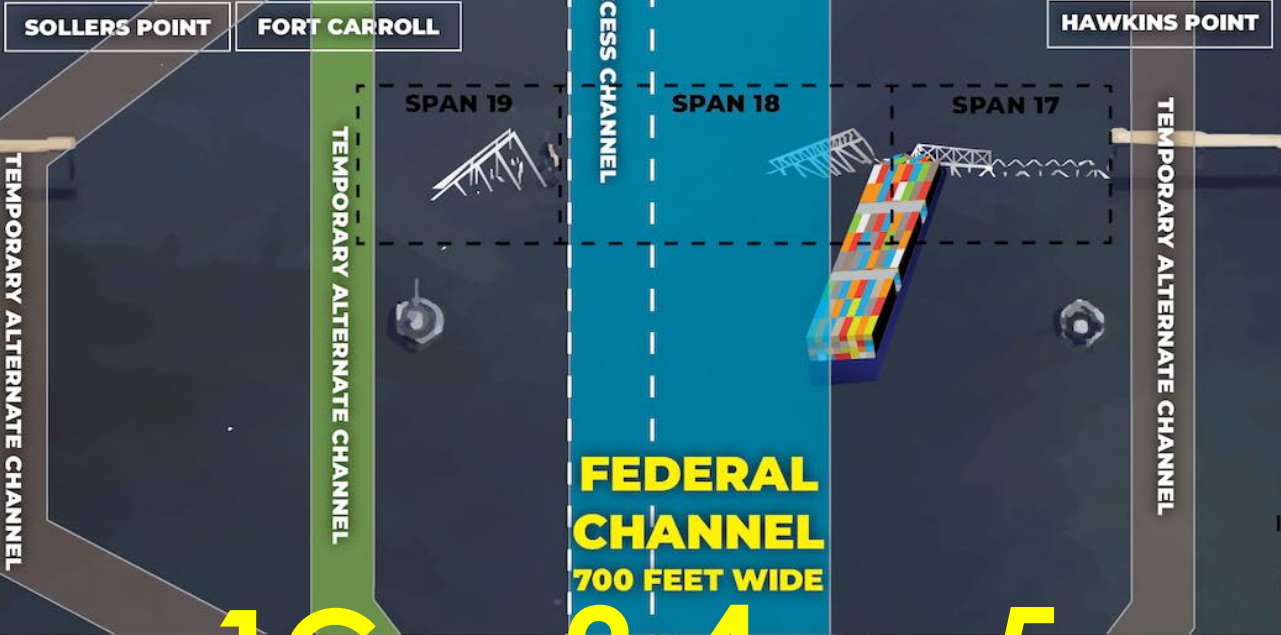 SOLLERS POINT
FORT CARROLL
HAWKINS POINT
SPAN 19
SPAN 18
SPAN 17
TEMPORARY ALTERNATE CHANNEL
TEMPORARY ALTERNATE CHANNEL
CESS CHANNEL
TEMPORARY ALTERNATE CHANNEL
FEDERAL
CHANNEL
700 FEET WIDE